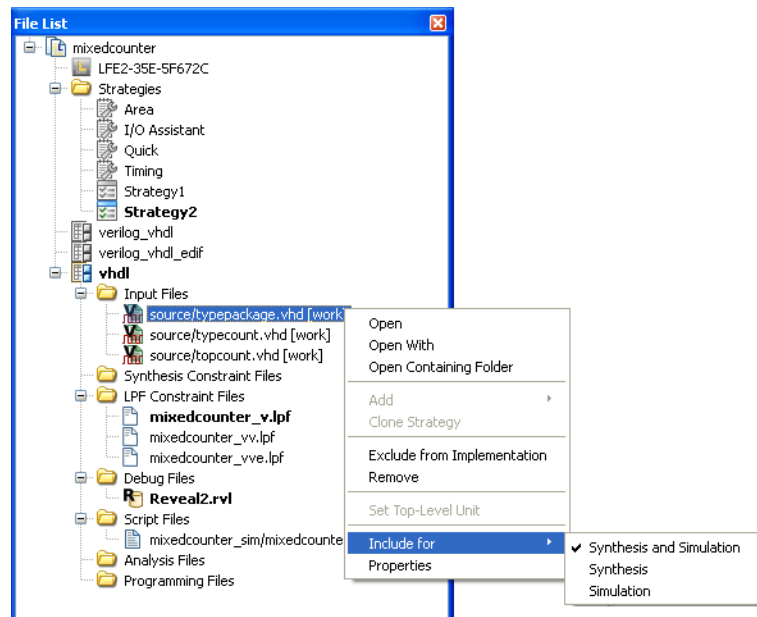 File List
mixedcounter
LFE2-35E-5F672C
Strategies
Area
I/O Assistant
Quick
Timing
Strategy1
Strategy2
verilog_vhdl
verilog_vhdl_edif
vhdl
Input Files
source/typepackage.vhd [work
source/typecount.vhd [work]
source/topcount.vhd [work]
Synthesis Constraint Files
LPF Constraint Files
mixedcounter_v.lpf
mixedcounter_vv.lpf
mixedcounter_vve.lpf
Debug Files
Reveal2.rvl
Script Files
mixedcounter_sim/mixedcounte
Analysis Files
Programming Files
Open
Open With
Open Containing Folder
Add
Clone Strategy
Exclude from Implementation
Remove
Set Top-Level Unit
Include for
Properties
Synthesis and Simulation
Synthesis
Simulation